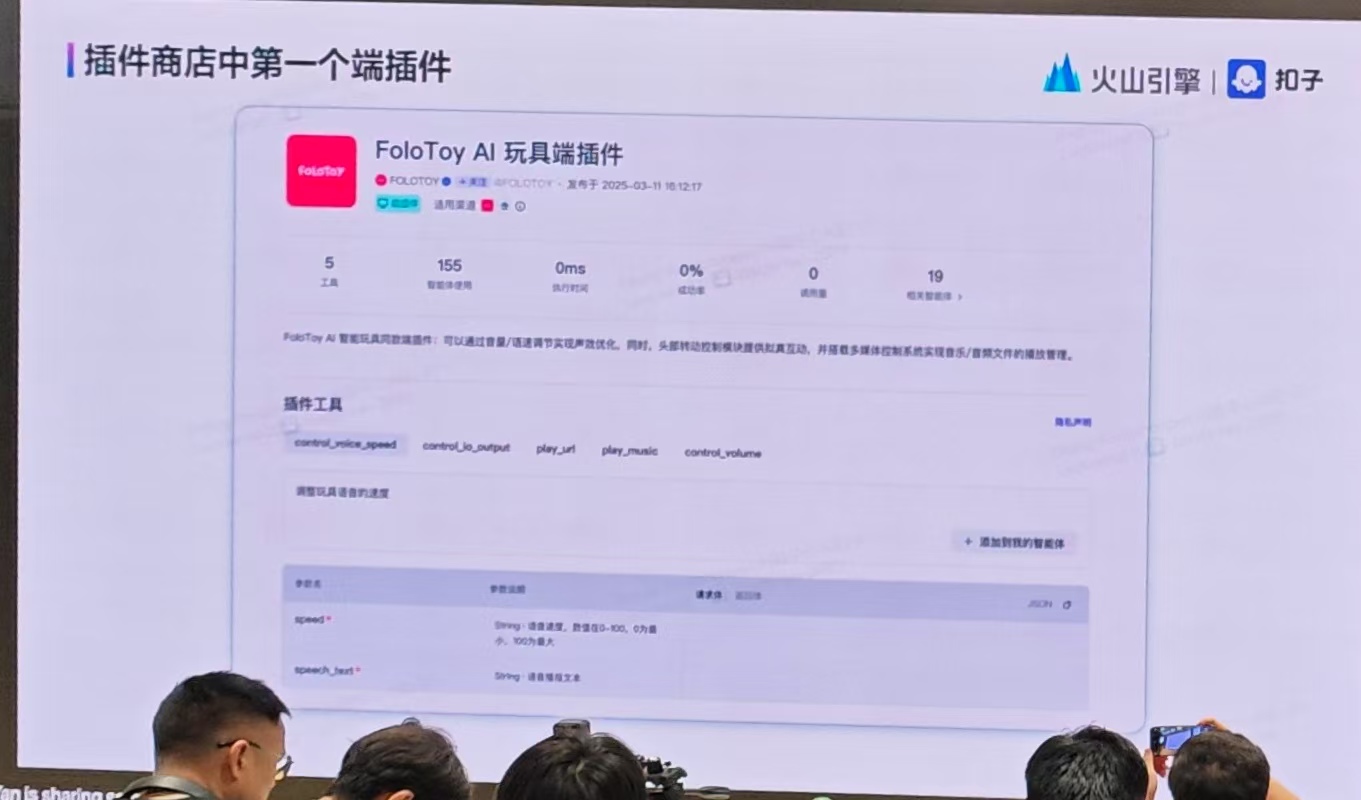 插件商店中第一个端插件
火山引擎 | 扣子
FoloToy
FoloToy AI 玩具端插件
FOLOTOY + 关注 @FOLOTOY · 发布于 2025-03-11 16:12:17
端插件 适用渠道
5 155 0ms 0% 0 19
工具 智能体使用 执行时间 成功率 调用量 相关智能体 >
FoloToy AI 智能玩具同款端插件：可以通过音量/语速调节实现声效优化。同时，头部转动控制模块提供拟真互动，并搭载多媒体控制系统实现音乐/音频文件的播放管理。
插件工具
隐私声明
control_voice_speed control_io_output play_url play_music control_volume
调整玩具语音的速度
+ 添加到我的智能体
参数名 参数说明 请求体 返回体 JSON
speed* String · 语音速度，数值在0-100，0为最
小，100为最大
speech_text* String · 语音播报文本
is sharing